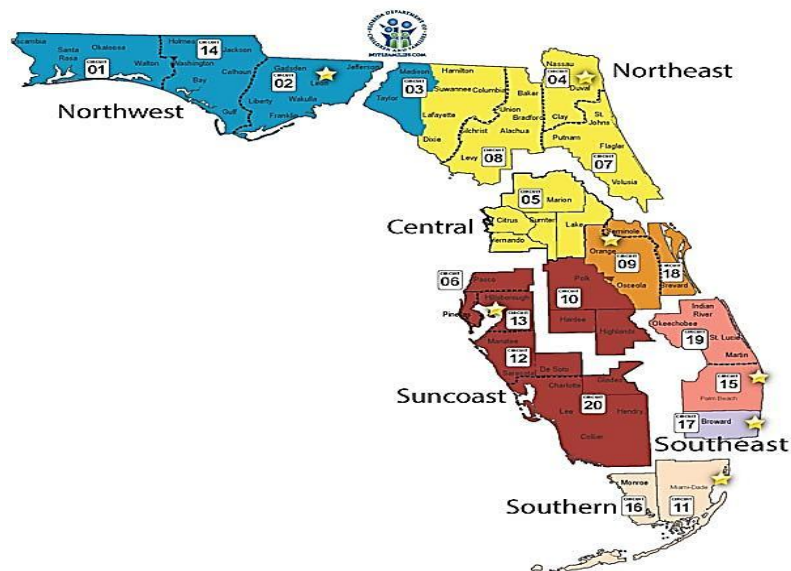 FLORIDA DEPARTMENT OF
MYFLFAMILIES.COM
Escambia
Santa
Rosa
Okaloosa
Walton
CIRCUIT
01
Holmes
CIRCUIT
14
Jackson
Washington
Bay
Calhoun
Gulf
Northwest
Gadsden
CIRCUIT
02
Leon
Jefferson
Liberty
Wakulla
Franklin
Madison
CIRCUIT
03
Taylor
Hamilton
Suwannee
Columbia
Lafayette
Dixie
Baker
Union
Bradford
Gilchrist
Alachua
Levy
CIRCUIT
08
Nassau
CIRCUIT
04
Duval
Clay
Northeast
St.
Johns
Putnam
Flagler
CIRCUIT
07
Volusia
CIRCUIT
05
Marion
Citrus
Sumter
Lake
Hernando
Central
Seminole
Orange
CIRCUIT
09
Osceola
CIRCUIT
18
Brevard
CIRCUIT
06
Pasco
Pinellas
Hillsborough
CIRCUIT
13
Polk
CIRCUIT
10
Hardee
Highlands
Manatee
CIRCUIT
12
Sarasota
De Soto
Charlotte
Glades
CIRCUIT
20
Lee
Hendry
Collier
Suncoast
Indian
River
Okeechobee
CIRCUIT
19
St. Lucie
Martin
CIRCUIT
15
Palm Beach
CIRCUIT
17
Broward
Southeast
Southern
Monroe
CIRCUIT
16
Miami-Dade
CIRCUIT
11